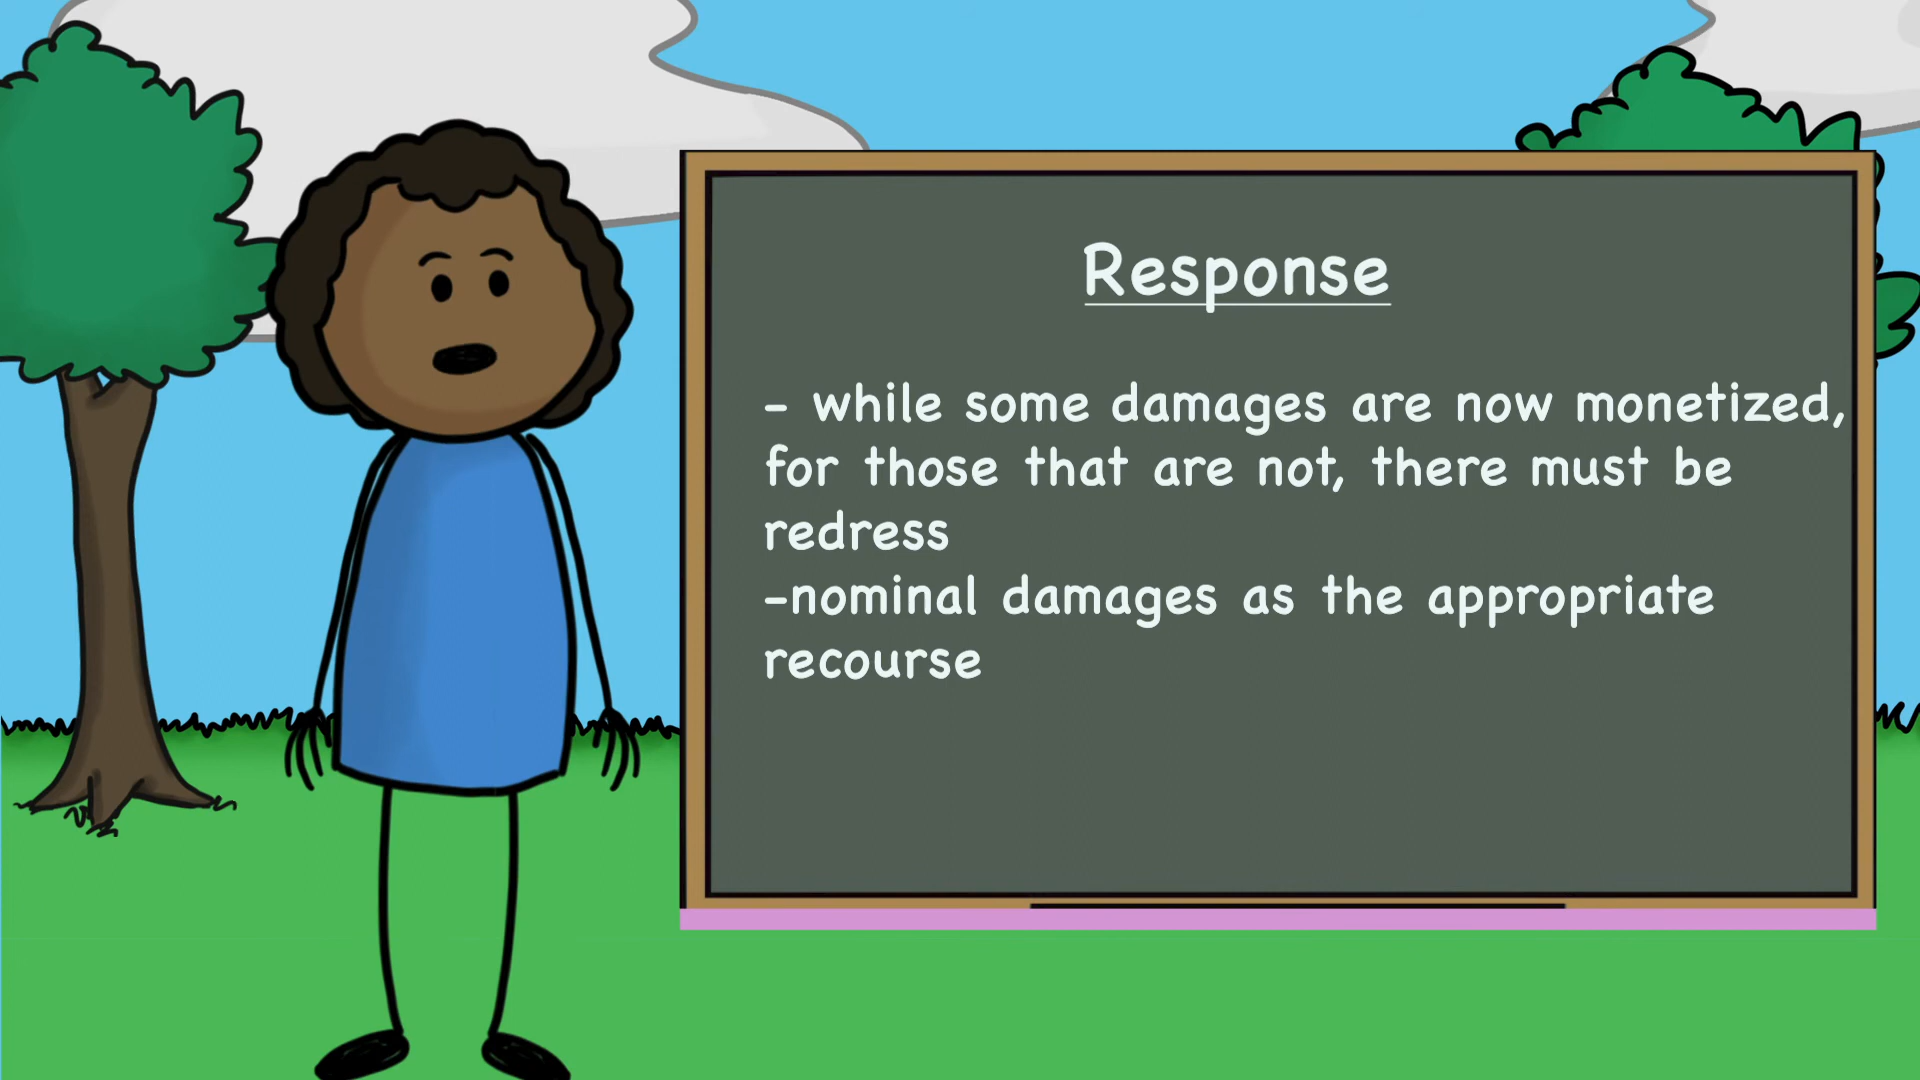 Response
- while some damages are now monetized,
for those that are not, there must be
redress
-nominal damages as the appropriate
recourse